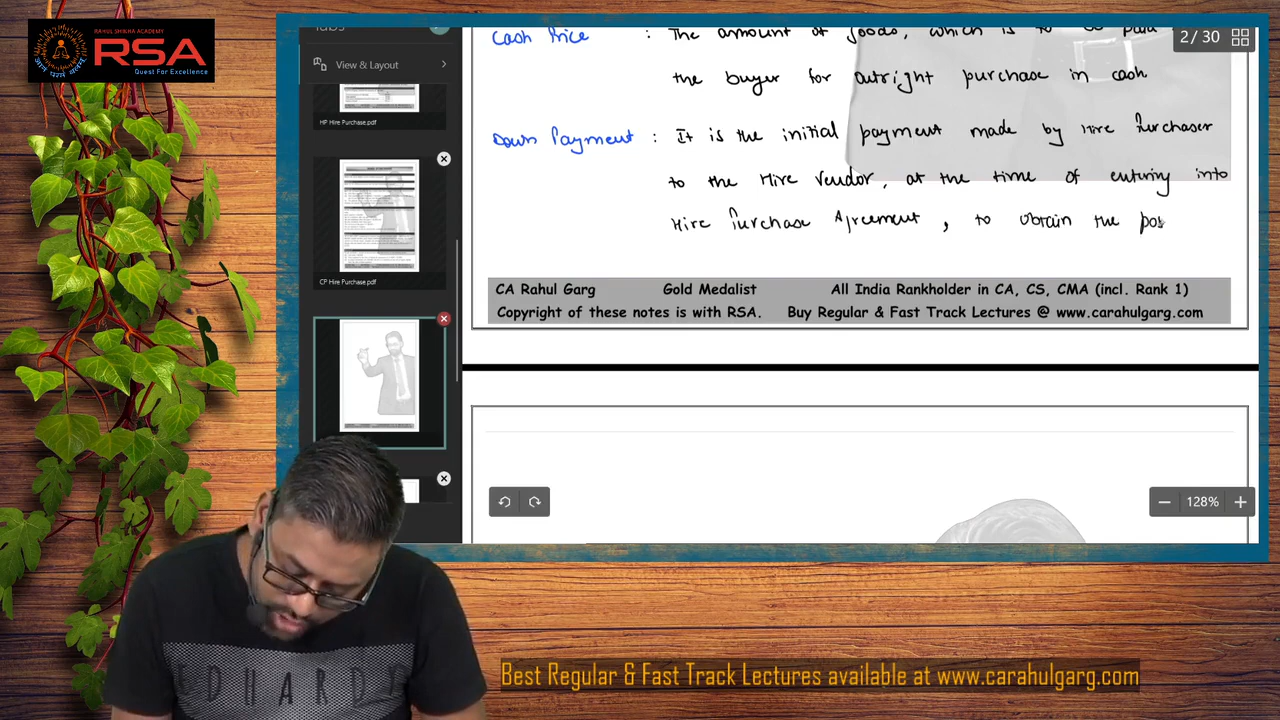 RAHUL SHIKHA ACADEMY
RSA
Quest For Excellence
View & Layout
HP Hire Purchase.pdf
CP Hire Purchase.pdf
2 / 30
Cash Price : The amount of goods, which is to be paid
the buyer for outright purchase in cash
Down Payment : It is the initial payment made by Hire Purchaser
to the Hire Vendor, at the time of entering into
Hire Purchase Agreement, to obtain the pos
CA Rahul Garg Gold Medalist All India Rankholder in CA, CS, CMA (incl. Rank 1)
Copyright of these notes is with RSA. Buy Regular & Fast Track Lectures @ www.carahulgarg.com
128%
EDHARD
Best Regular & Fast Track Lectures available at www.carahulgarg.com